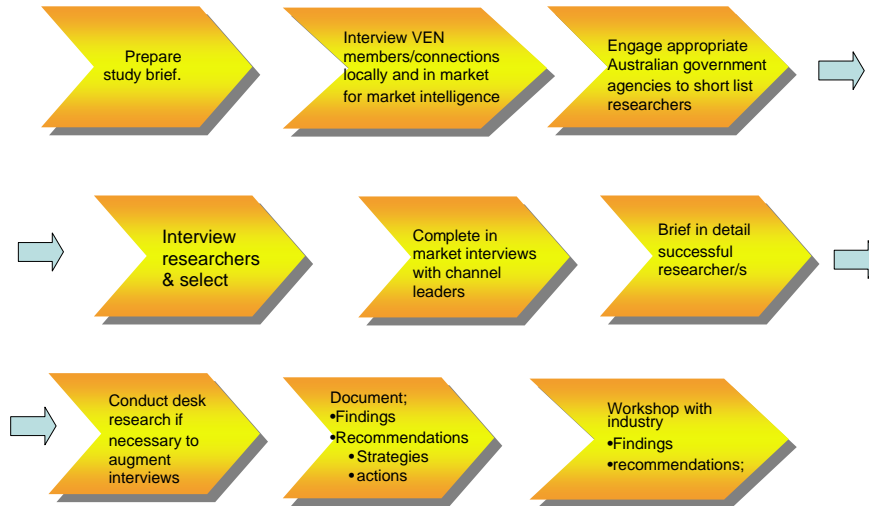 Prepare
study brief.
Interview VEN
members/connections
locally and in market
for market intelligence
Engage appropriate
Australian government
agencies to short list
researchers
Interview
researchers
& select
Complete in
market interviews
with channel
leaders
Brief in detail
successful
researcher/s
Conduct desk
research if
necessary to
augment
interviews
Document;
•Findings
•Recommendations
•Strategies
•actions
Workshop with
industry
•Findings
•recommendations;